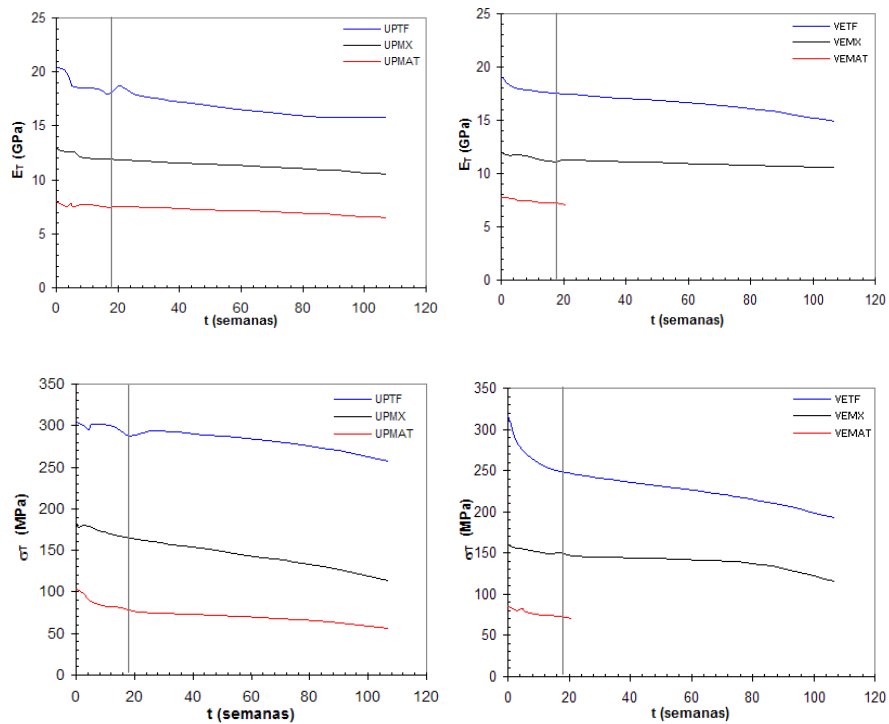 25
20
15
10
5
0
E_T (GPa)
UPTF
UPMX
UPMAT
0 20 40 60 80 100 120
t (semanas)
25
20
15
10
5
0
E_T (GPa)
VETF
VEMX
VEMAT
0 20 40 60 80 100 120
t (semanas)
350
300
250
200
150
100
50
0
σT (MPa)
UPTF
UPMX
UPMAT
0 20 40 60 80 100 120
t (semanas)
350
300
250
200
150
100
50
0
σT (MPa)
VETF
VEMX
VEMAT
0 20 40 60 80 100 120
t (semanas)